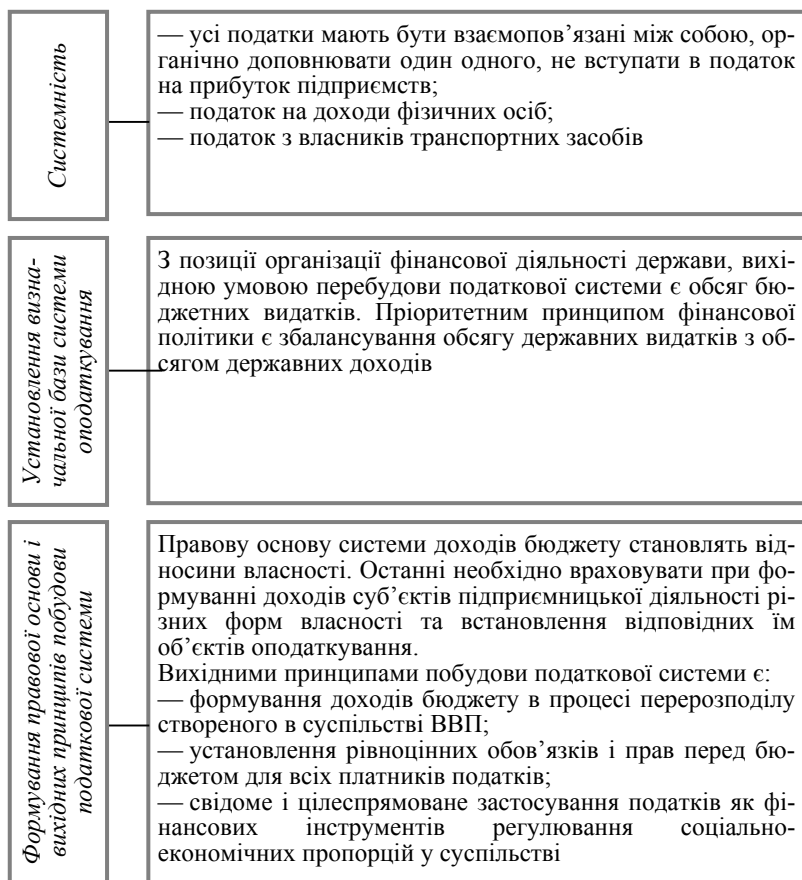 Системність
— усі податки мають бути взаємопов’язані між собою, ор-
ганічно доповнювати один одного, не вступати в податок
на прибуток підприємств;
— податок на доходи фізичних осіб;
— податок з власників транспортних засобів
Установлення визна-
чальної бази системи
оподаткування
З позиції організації фінансової діяльності держави, вихі-
дною умовою перебудови податкової системи є обсяг бю-
джетних видатків. Пріоритетним принципом фінансової
політики є збалансування обсягу державних видатків з об-
сягом державних доходів
Формування правової основи і
вихідних принципів побудови
податкової системи
Правову основу системи доходів бюджету становлять від-
носини власності. Останні необхідно враховувати при фо-
рмуванні доходів суб’єктів підприємницької діяльності рі-
зних форм власності та встановлення відповідних їм
об’єктів оподаткування.
Вихідними принципами побудови податкової системи є:
— формування доходів бюджету в процесі перерозподілу
створеного в суспільстві ВВП;
— установлення рівноцінних обов’язків і прав перед бю-
джетом для всіх платників податків;
— свідоме і цілеспрямоване застосування податків як фі-
нансових інструментів регулювання соціально-
економічних пропорцій у суспільстві